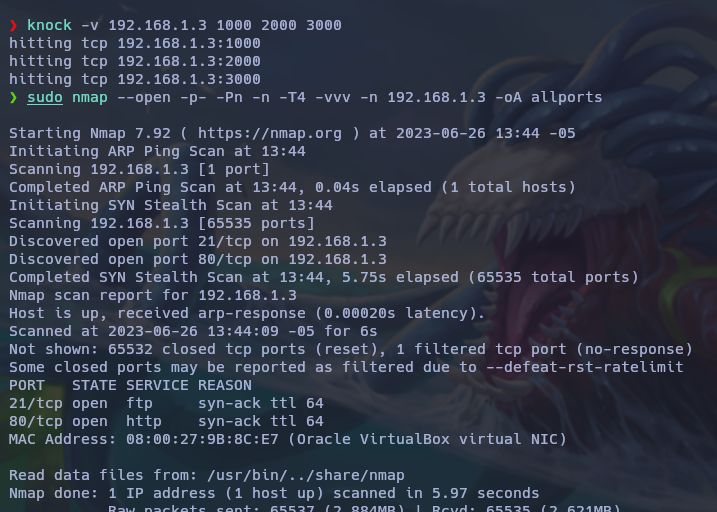 ❯ knock -v 192.168.1.3 1000 2000 3000
hitting tcp 192.168.1.3:1000
hitting tcp 192.168.1.3:2000
hitting tcp 192.168.1.3:3000
❯ sudo nmap --open -p- -Pn -n -T4 -vvv -n 192.168.1.3 -oA allports
Starting Nmap 7.92 ( https://nmap.org ) at 2023-06-26 13:44 -05
Initiating ARP Ping Scan at 13:44
Scanning 192.168.1.3 [1 port]
Completed ARP Ping Scan at 13:44, 0.04s elapsed (1 total hosts)
Initiating SYN Stealth Scan at 13:44
Scanning 192.168.1.3 [65535 ports]
Discovered open port 21/tcp on 192.168.1.3
Discovered open port 80/tcp on 192.168.1.3
Completed SYN Stealth Scan at 13:44, 5.75s elapsed (65535 total ports)
Nmap scan report for 192.168.1.3
Host is up, received arp-response (0.00020s latency).
Scanned at 2023-06-26 13:44:09 -05 for 6s
Not shown: 65532 closed tcp ports (reset), 1 filtered tcp port (no-response)
Some closed ports may be reported as filtered due to --defeat-rst-ratelimit
PORT   STATE SERVICE REASON
21/tcp open  ftp     syn-ack ttl 64
80/tcp open  http    syn-ack ttl 64
MAC Address: 08:00:27:9B:8C:E7 (Oracle VirtualBox virtual NIC)
Read data files from: /usr/bin/../share/nmap
Nmap done: 1 IP address (1 host up) scanned in 5.97 seconds
Raw packets sent: 65537 (2.884MB) | Rcvd: 65535 (2.621MB)